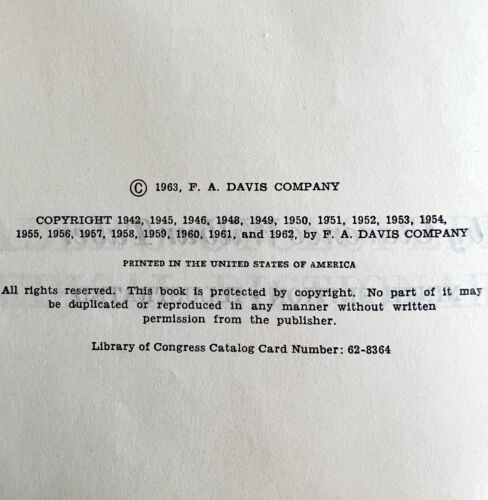 © 1963, F. A. DAVIS COMPANY
COPYRIGHT 1942, 1945, 1946, 1948, 1949, 1950, 1951, 1952, 1953, 1954,
1955, 1956, 1957, 1958, 1959, 1960, 1961, and 1962, by F. A. DAVIS COMPANY
PRINTED IN THE UNITED STATES OF AMERICA
All rights reserved. This book is protected by copyright. No part of it may
be duplicated or reproduced in any manner without written
permission from the publisher.
Library of Congress Catalog Card Number: 62-8364